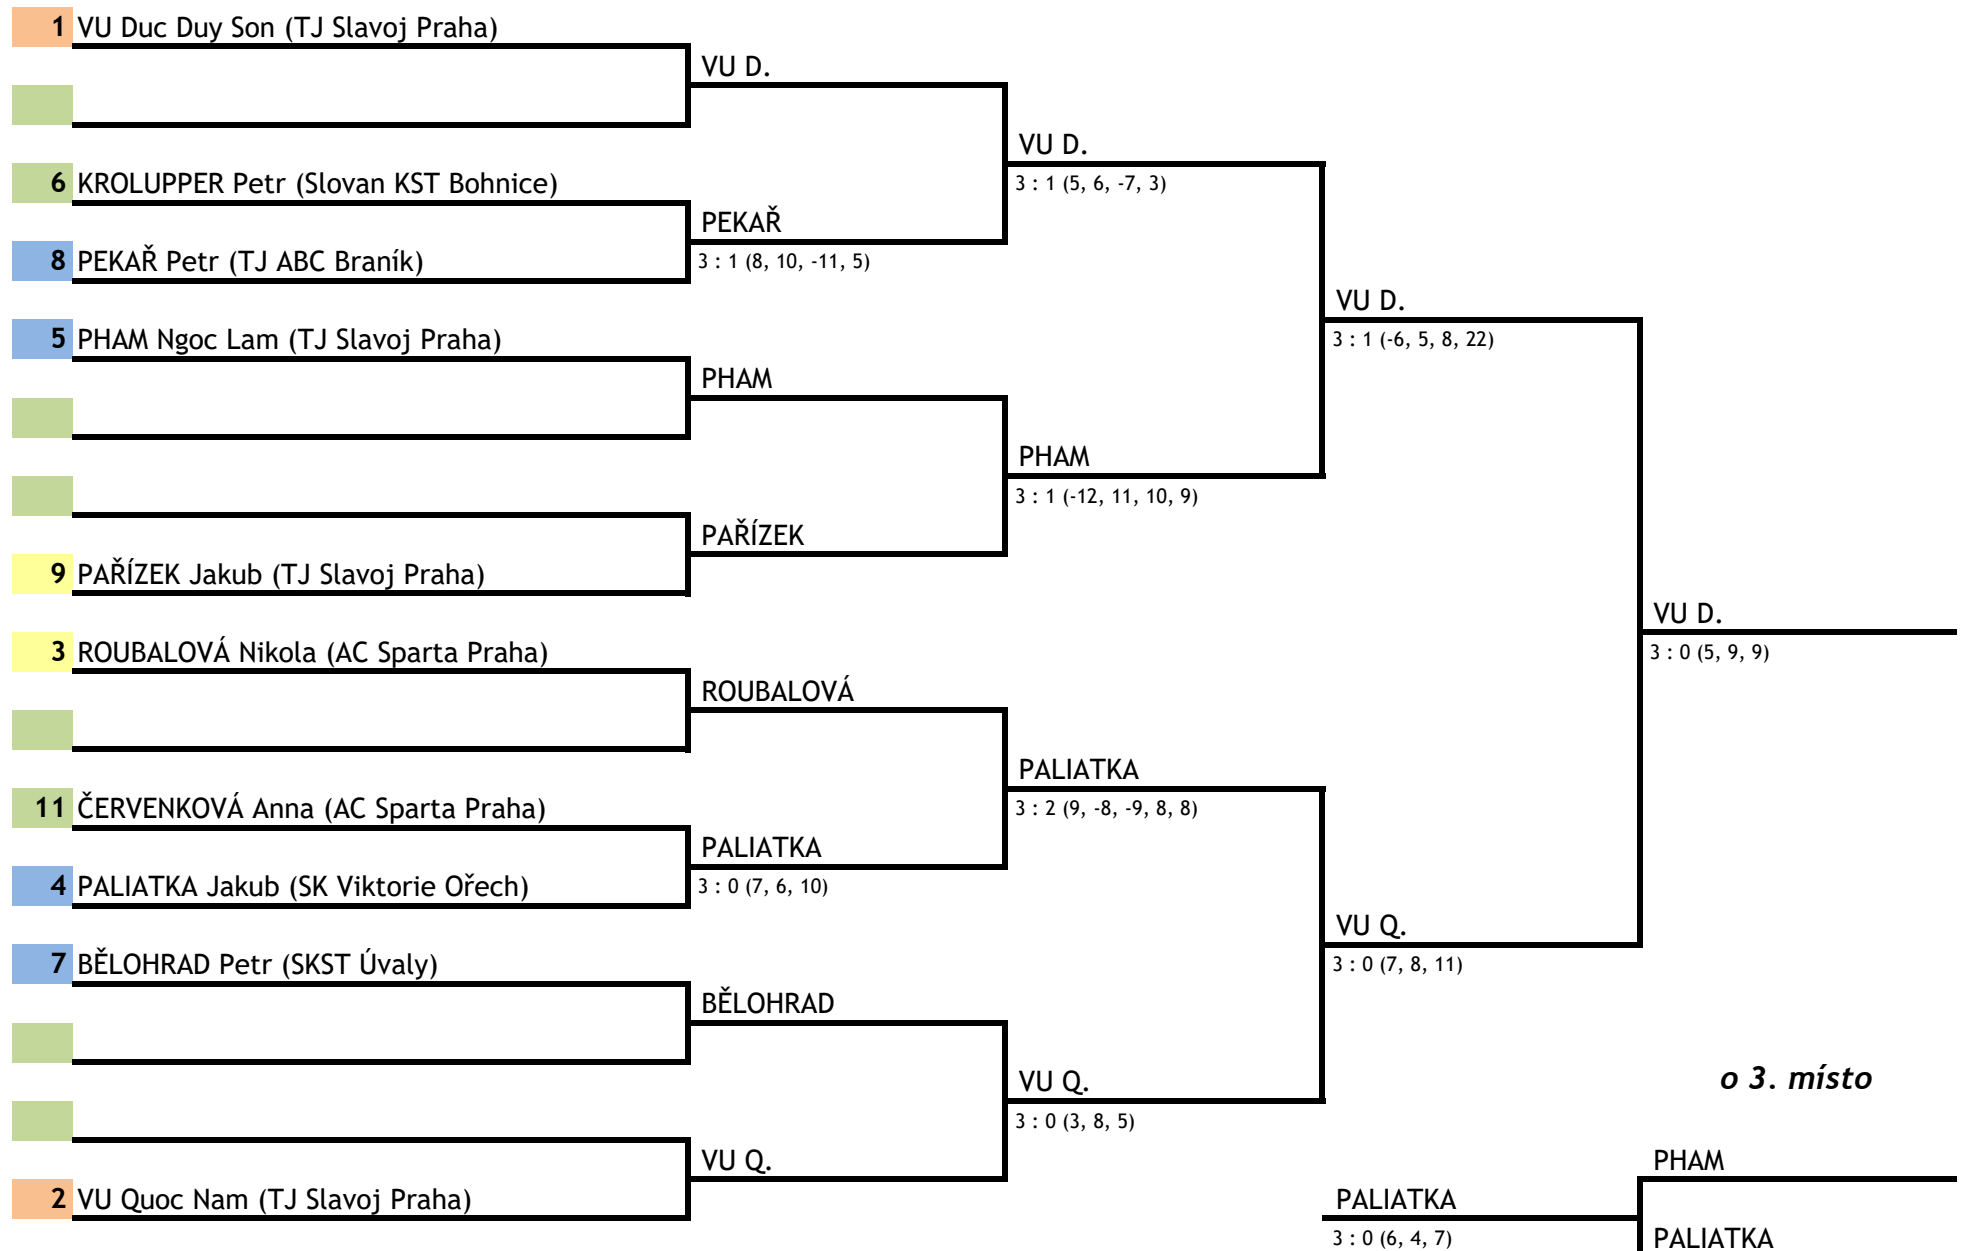 1 VU Duc Duy Son (TJ Slavoj Praha)
VU D.
VU D.
6 KROLUPPER Petr (Slovan KST Bohnice)
3 : 1 (5, 6, -7, 3)
PEKAŘ
8 PEKAŘ Petr (TJ ABC Braník)
3 : 1 (8, 10, -11, 5)
VU D.
5 PHAM Ngoc Lam (TJ Slavoj Praha)
3 : 1 (-6, 5, 8, 22)
PHAM
PHAM
3 : 1 (-12, 11, 10, 9)
PAŘÍZEK
9 PAŘÍZEK Jakub (TJ Slavoj Praha)
VU D.
3 ROUBALOVÁ Nikola (AC Sparta Praha)
3 : 0 (5, 9, 9)
ROUBALOVÁ
PALIATKA
11 ČERVENKOVÁ Anna (AC Sparta Praha)
3 : 2 (9, -8, -9, 8, 8)
PALIATKA
4 PALIATKA Jakub (SK Viktorie Ořech)
3 : 0 (7, 6, 10)
VU Q.
7 BĚLOHRAD Petr (SKST Úvaly)
3 : 0 (7, 8, 11)
BĚLOHRAD
VU Q.
o 3. místo
3 : 0 (3, 8, 5)
VU Q.
PHAM
2 VU Quoc Nam (TJ Slavoj Praha)
PALIATKA
3 : 0 (6, 4, 7)
PALIATKA